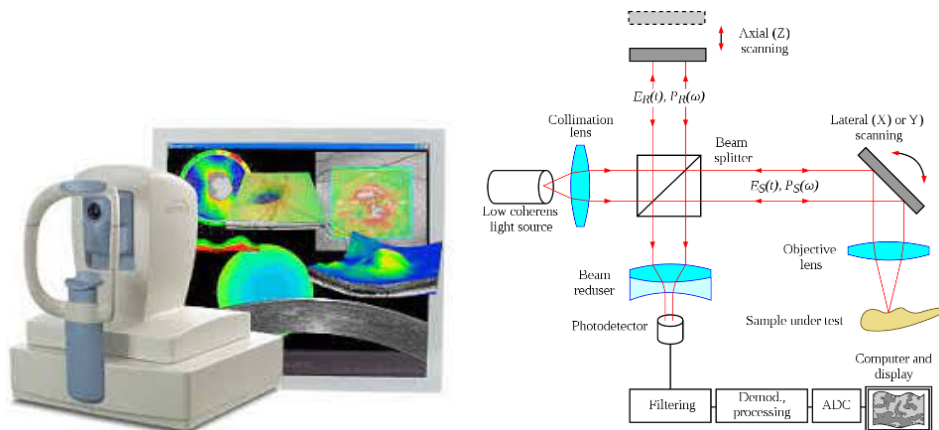 Axial (Z)
scanning
E_R(t), P_R(ω)
Collimation
lens
Beam
splitter
Lateral (X) or Y)
scanning
E_S(t), P_S(ω)
Low coherens
light source
Objective
lens
Beam
reduser
Photodetector
Sample under test
Computer and
display
Filtering
Demod.,
processing
ADC